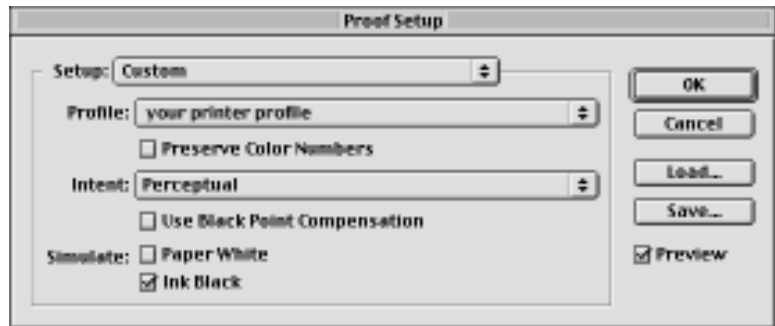 Proof Setup
Setup: Custom
OK
Profile: your printer profile
Cancel
Preserve Color Numbers
Load...
Intent: Perceptual
Save...
Use Black Point Compensation
Simulate: Paper White
Preview
Ink Black